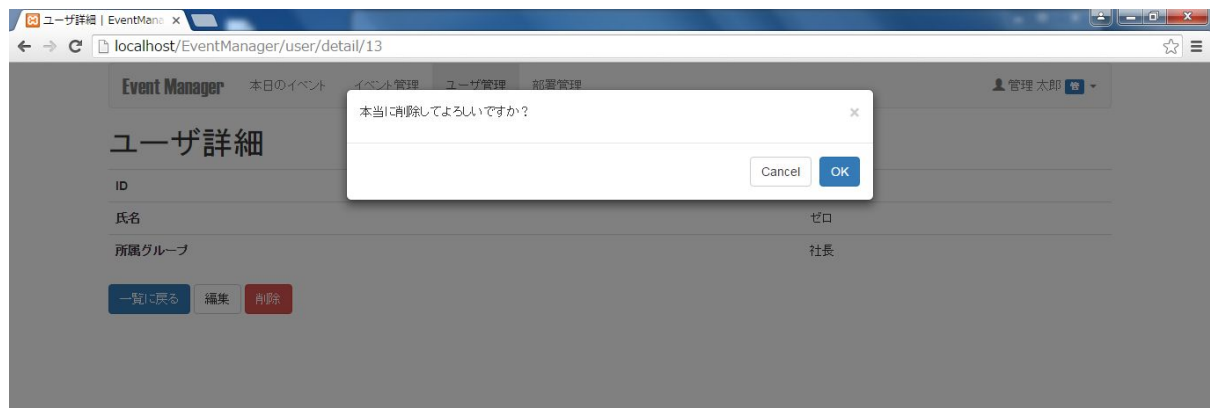 ユーザ詳細 | EventMana
localhost/EventManager/user/detail/13
Event Manager 本日のイベント イベント管理 ユーザ管理 部署管理 管理 太郎 管
本当に削除してよろしいですか？ ×
Cancel OK
ユーザ詳細
ID
氏名 ゼロ
所属グループ 社長
一覧に戻る 編集 削除